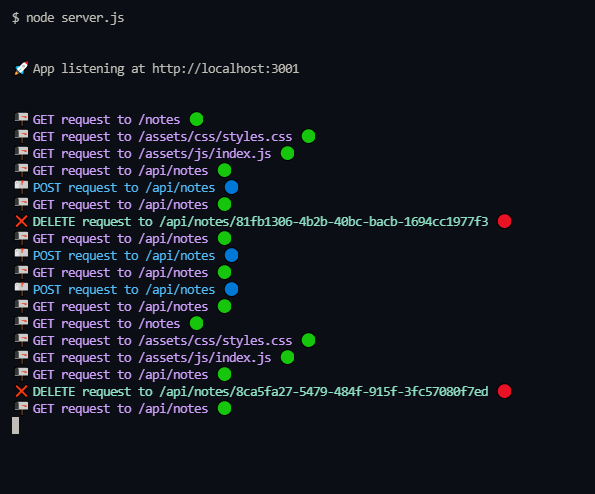 $ node server.js
🚀 App listening at http://localhost:3001
📭 GET request to /notes 🟢
📭 GET request to /assets/css/styles.css 🟢
📭 GET request to /assets/js/index.js 🟢
📭 GET request to /api/notes 🟢
📬 POST request to /api/notes 🔵
📭 GET request to /api/notes 🟢
❌ DELETE request to /api/notes/81fb1306-4b2b-40bc-bacb-1694cc1977f3 🔴
📭 GET request to /api/notes 🟢
📬 POST request to /api/notes 🔵
📭 GET request to /api/notes 🟢
📬 POST request to /api/notes 🔵
📭 GET request to /api/notes 🟢
📭 GET request to /notes 🟢
📭 GET request to /assets/css/styles.css 🟢
📭 GET request to /assets/js/index.js 🟢
📭 GET request to /api/notes 🟢
❌ DELETE request to /api/notes/8ca5fa27-5479-484f-915f-3fc57080f7ed 🔴
📭 GET request to /api/notes 🟢